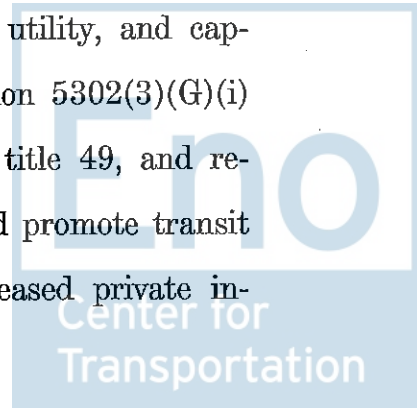 utility, and cap-
on 5302(3)(G)(i)
title 49, and re-
promote transit
eased private in-
Eno
Center for
Transportation